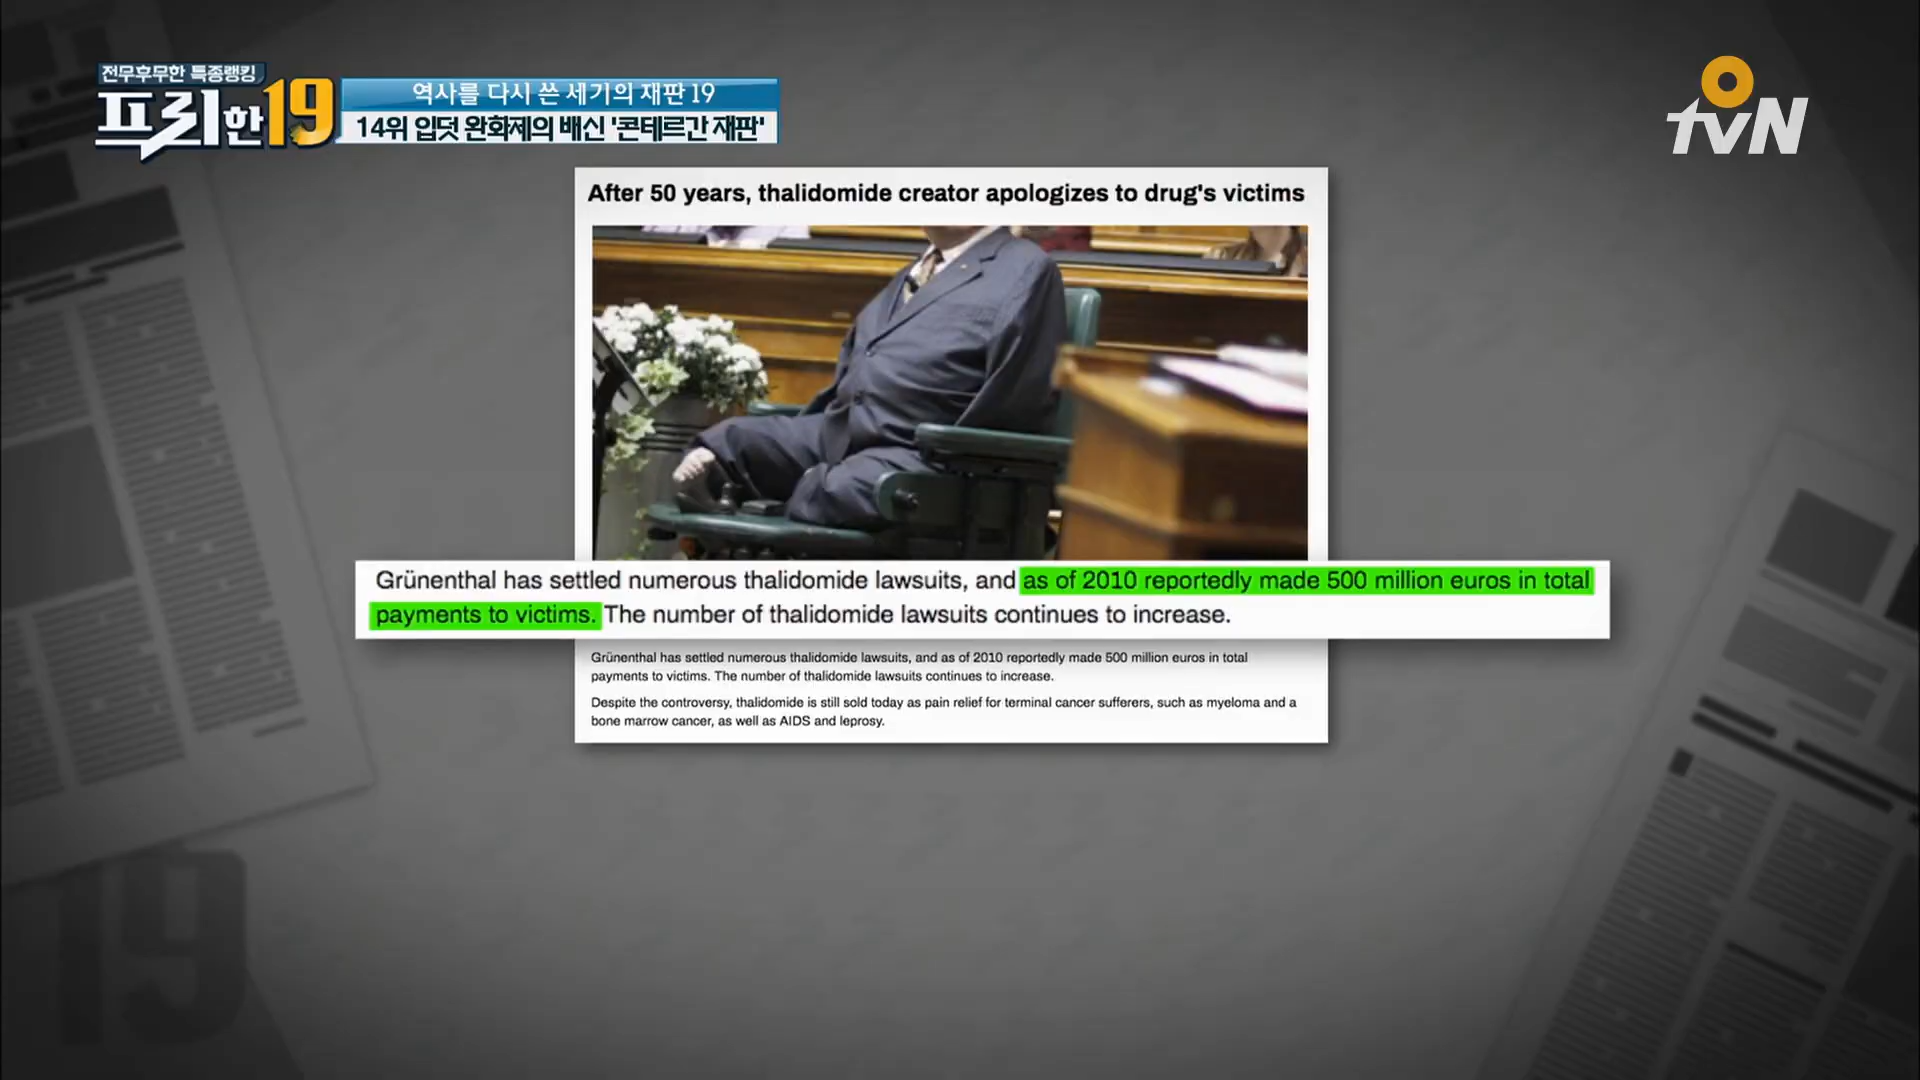 전무후무한 특종랭킹
프리한19
역사를 다시 쓴 세기의 재판 19
14위 입덧 완화제의 배신 '콘테르간 재판'
tvN
After 50 years, thalidomide creator apologizes to drug's victims
Grünenthal has settled numerous thalidomide lawsuits, and as of 2010 reportedly made 500 million euros in total
payments to victims. The number of thalidomide lawsuits continues to increase.
Grünenthal has settled numerous thalidomide lawsuits, and as of 2010 reportedly made 500 million euros in total
payments to victims. The number of thalidomide lawsuits continues to increase.
Despite the controversy, thalidomide is still sold today as pain relief for terminal cancer sufferers, such as myeloma and a
bone marrow cancer, as well as AIDS and leprosy.
19